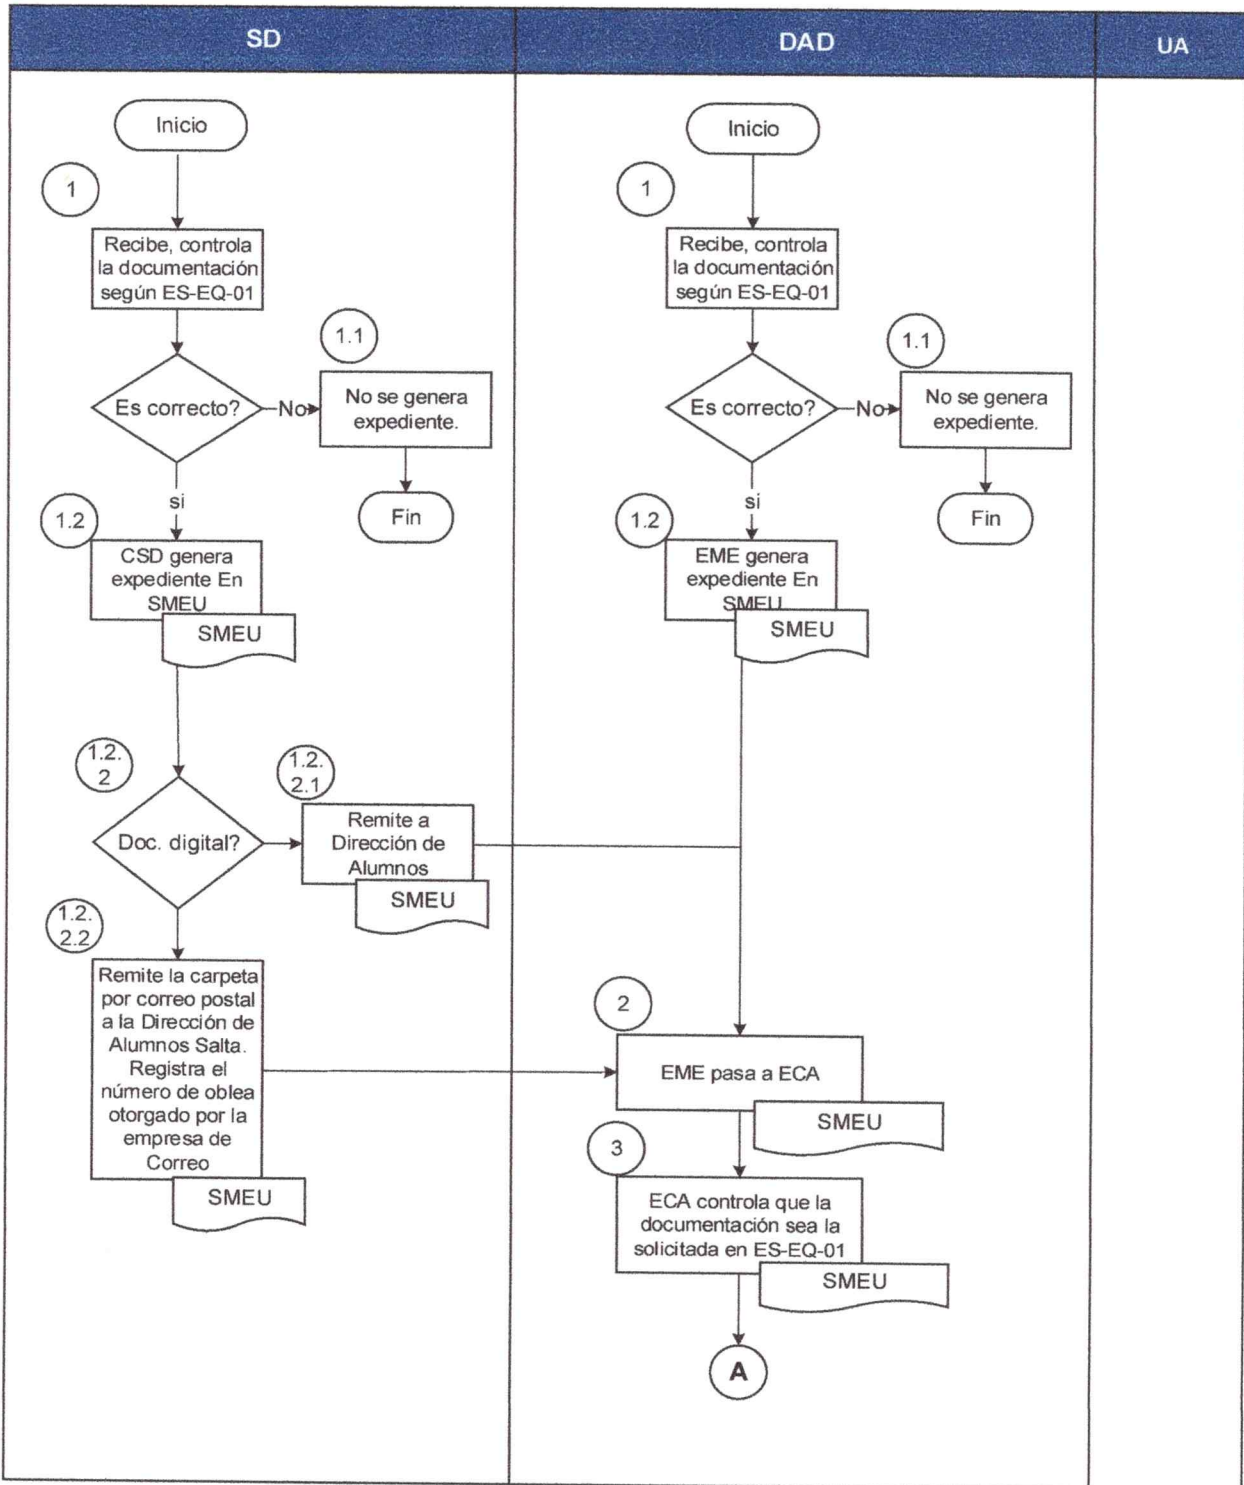 SD
DAD
UA
Inicio
1
Recibe, controla
la documentación
según ES-EQ-01
1.1
Es correcto?
No
No se genera
expediente.
Fin
si
1.2
CSD genera
expediente En
SMEU
SMEU
1.2.
2
Doc. digital?
1.2.
2.1
Remite a
Dirección de
Alumnos
SMEU
1.2.
2.2
Remite la carpeta
por correo postal
a la Dirección de
Alumnos Salta.
Registra el
número de oblea
otorgado por la
empresa de
Correo
SMEU
Inicio
1
Recibe, controla
la documentación
según ES-EQ-01
1.1
Es correcto?
No
No se genera
expediente.
Fin
si
1.2
EME genera
expediente En
SMEU
SMEU
2
EME pasa a ECA
SMEU
3
ECA controla que la
documentación sea la
solicitada en ES-EQ-01
SMEU
A